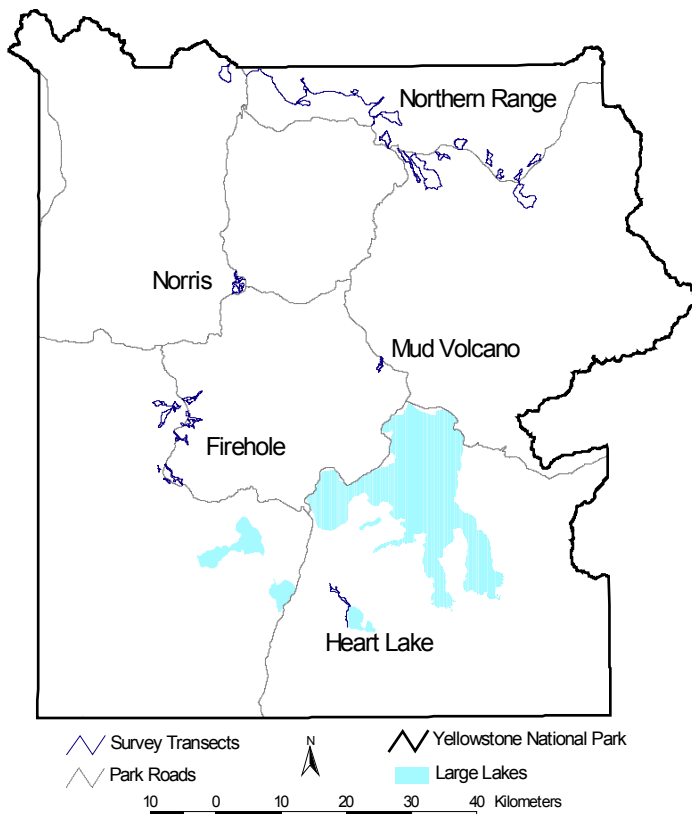 Northern Range
Norris
Mud Volcano
Firehole
Heart Lake
Survey Transects
N
Yellowstone National Park
Park Roads
Large Lakes
10 0 10 20 30 40 Kilometers